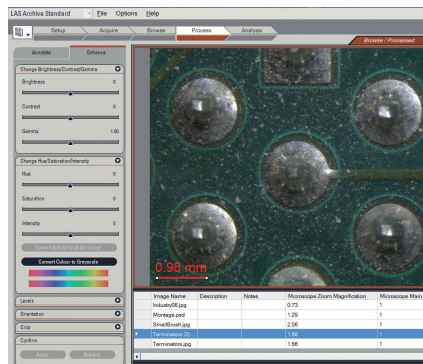 LAS Archive Standard File Options Help
Setup Acquire Browse Process Analysis
Browse / Processed
Annotate Enhance
Change Brightness/Contrast/Gamma
Brightness 0
Contrast 0
Gamma 1.00
Change Hue/Saturation/Intensity
Hue 0
Saturation 0
Intensity 0
Convert Colour to Greyscale
Levels
Orientation
Crop
Confirm
Apply Discard
0.98 mm
Image Name Description Notes Microscope Zoom Magnification Microscope Main
Industry06.jpg 0.73 1
Montage.psd 1.29 1
SmallBrush.jpg 2.06 1
Terminators (2) 1.66 1
Terminators.jpg 1.66 1